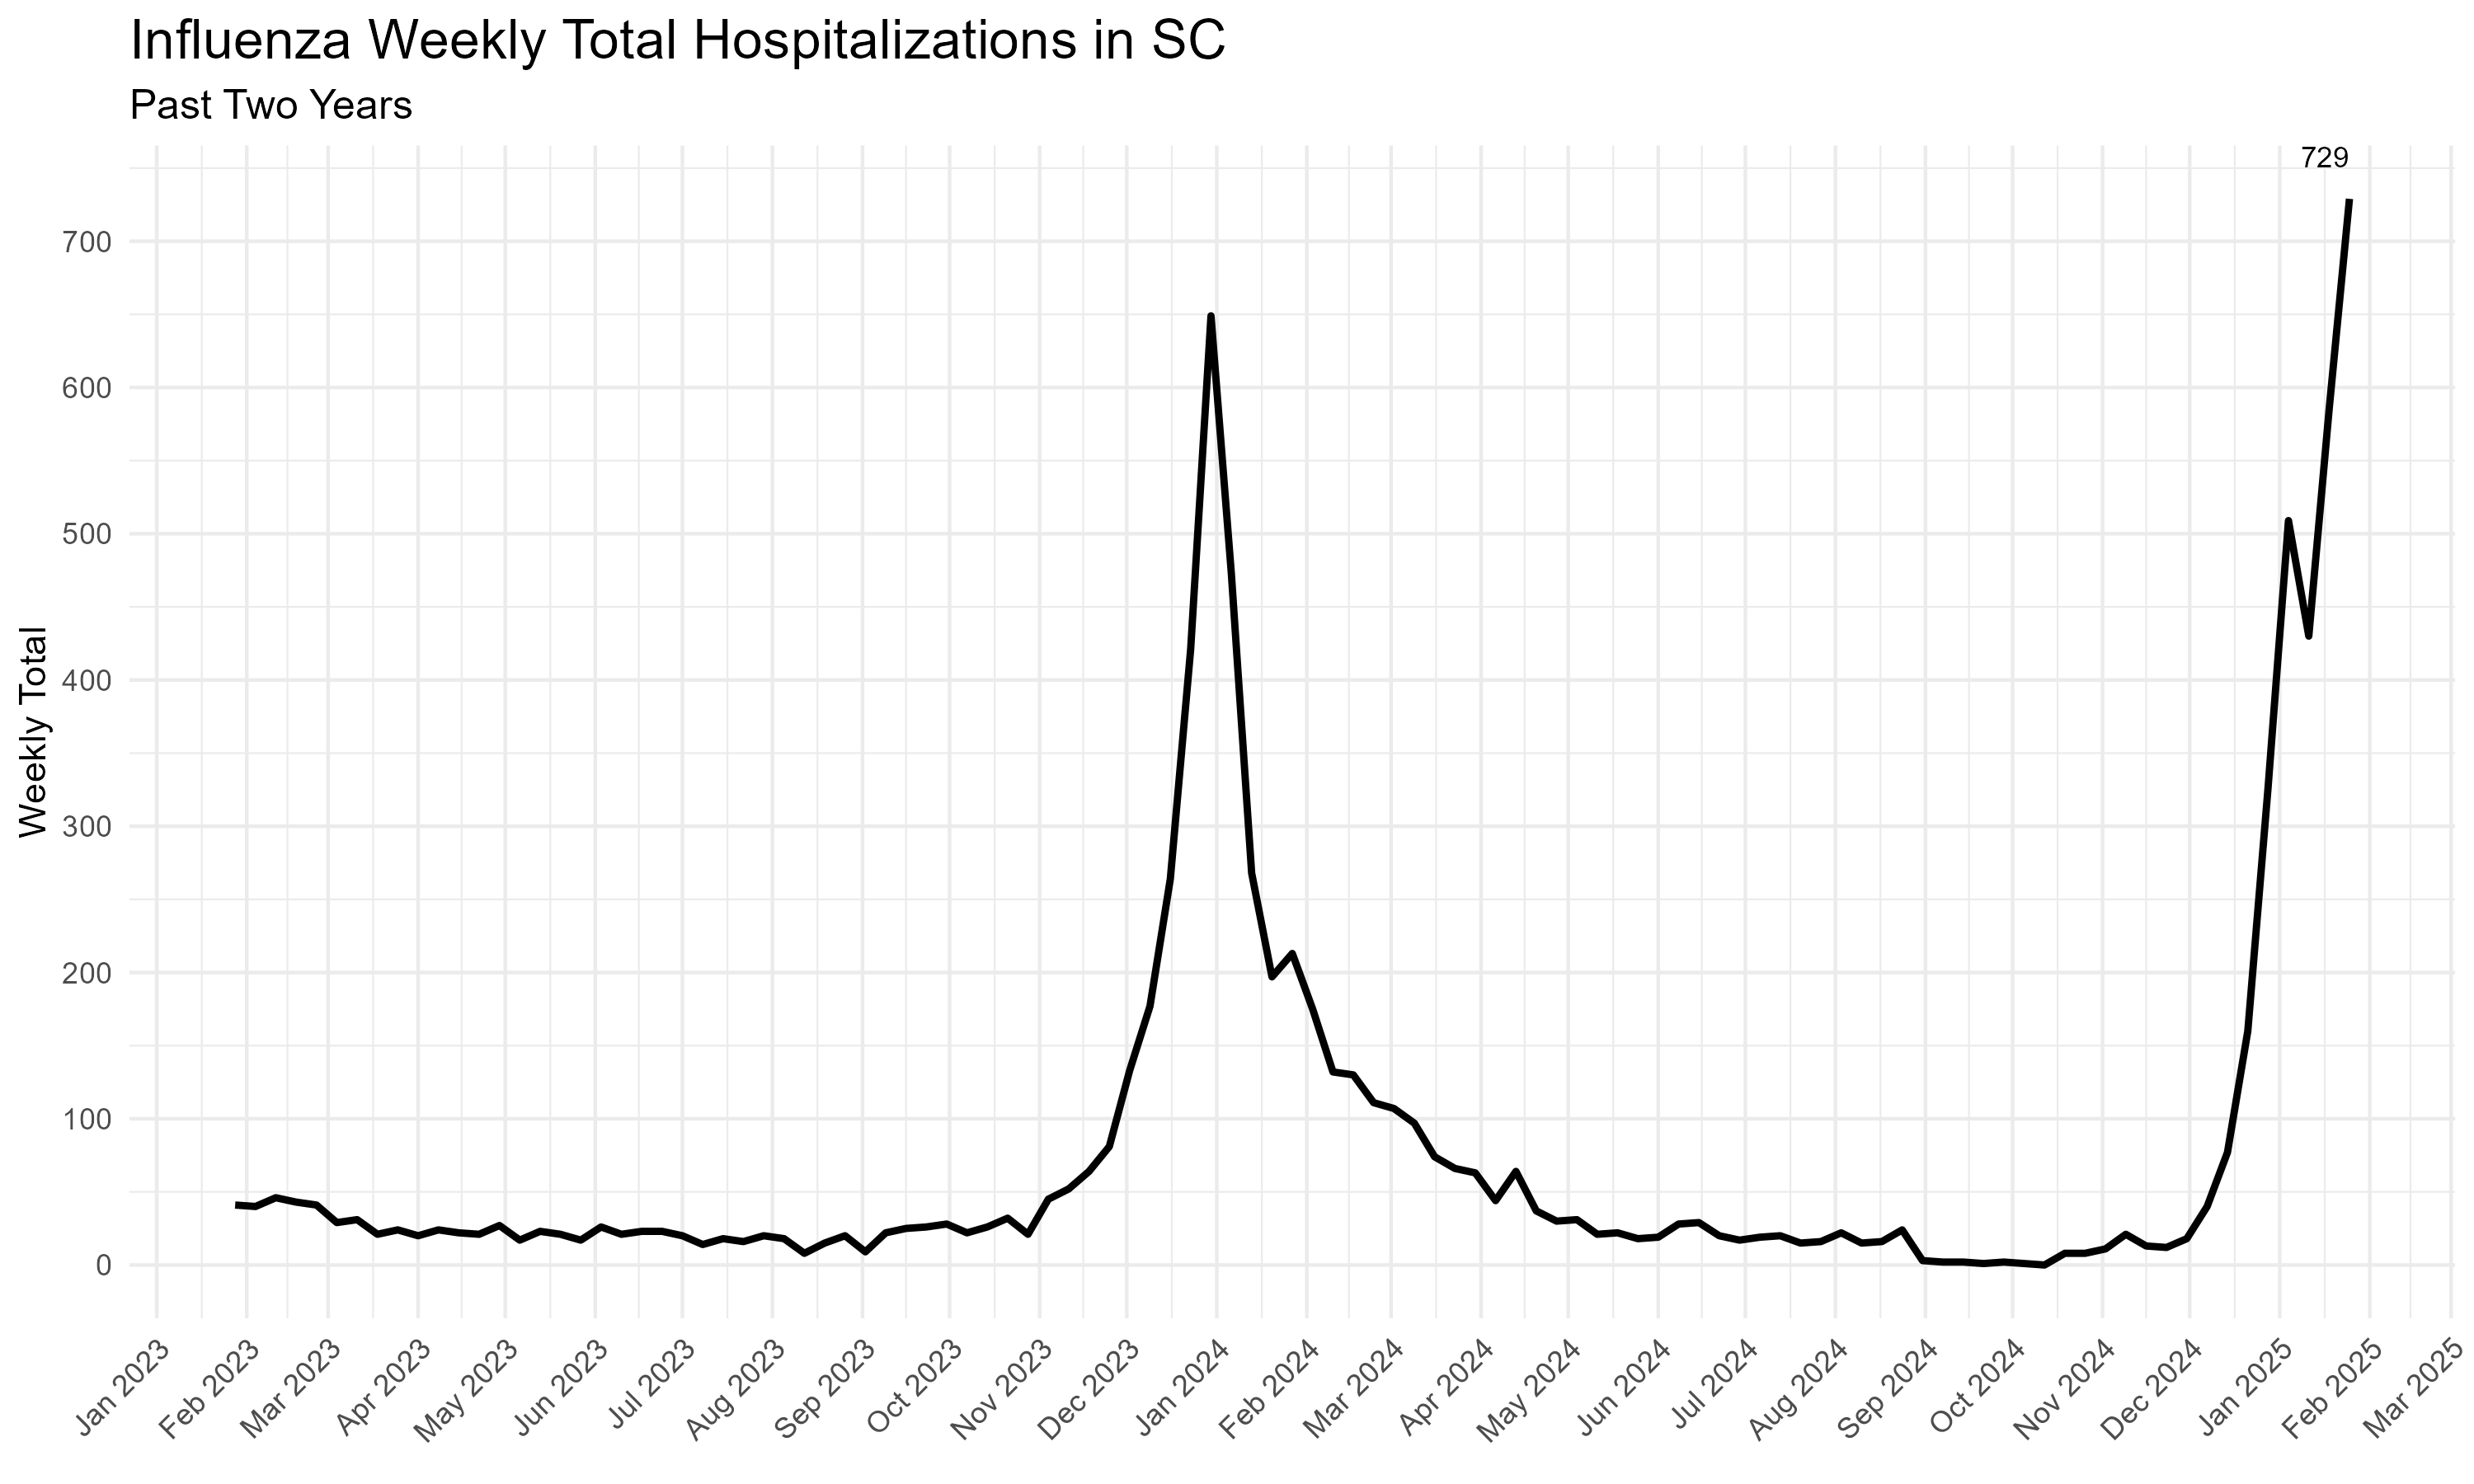 Influenza Weekly Total Hospitalizations in SC
Past Two Years
729
Weekly Total
700
600
500
400
300
200
100
0
Jan 2023
Feb 2023
Mar 2023
Apr 2023
May 2023
Jun 2023
Jul 2023
Aug 2023
Sep 2023
Oct 2023
Nov 2023
Dec 2023
Jan 2024
Feb 2024
Mar 2024
Apr 2024
May 2024
Jun 2024
Jul 2024
Aug 2024
Sep 2024
Oct 2024
Nov 2024
Dec 2024
Jan 2025
Feb 2025
Mar 2025